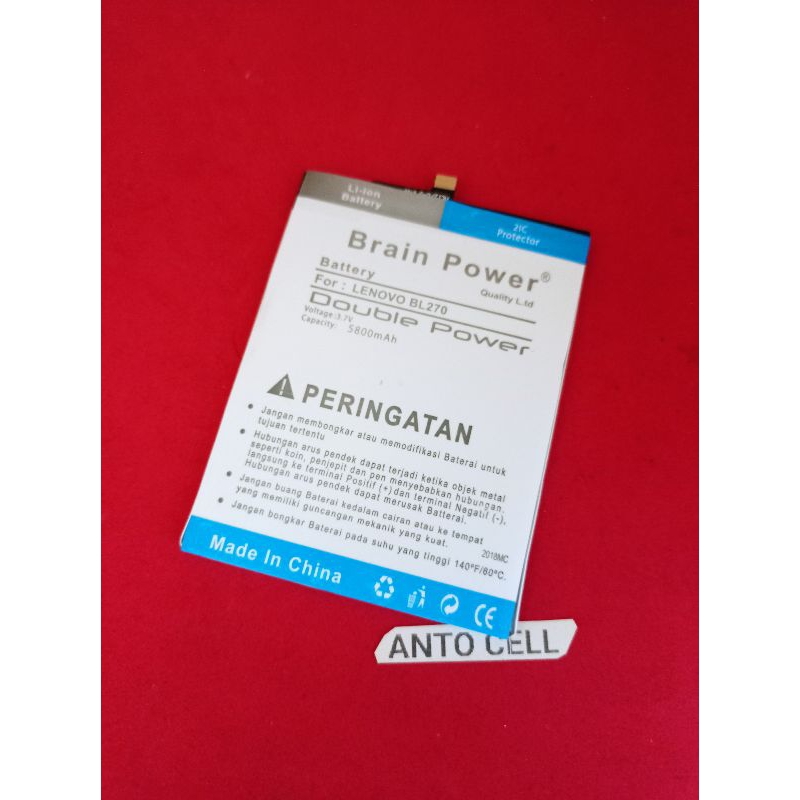 Li-ion
Battery
2IC
Protector
Brain Power®
Quality L.td
Battery
For : LENOVO BL270
Double Power
Voltage:3.7V
Capacity: 5800mAh
PERINGATAN
• Jangan membongkar atau memodifikasi Baterai untuk
tujuan tertentu
• Hubungan arus pendek dapat terjadi ketika objek metal
seperti koin, penjepit dan pen menyebabkan hubungan.
langsung ke terminal Positif (+) dan terminal Negatif (-),
Hubungan arus pendek dapat merusak Baterai.
• Jangan buang Baterai kedalam cairan atau ke tempat
yang memiliki guncangan mekanik yang kuat.
• Jangan bongkar Baterai pada suhu yang tinggi 140ºF/60ºC.
2018MC
Made In China
CE
ANTO CELL